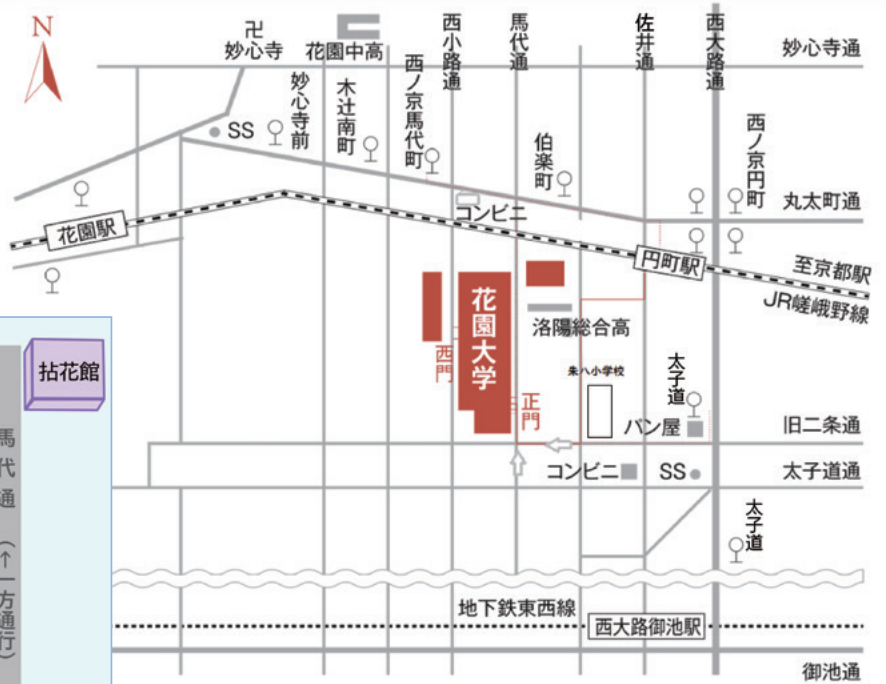 N
卍
妙心寺
花園中高
西小路通
馬代通
佐井通
西大路通
妙心寺通
SS
妙心寺前
木辻南町
西ノ京馬代町
伯楽町
西ノ京円町
丸太町通
コンビニ
花園駅
円町駅
至京都駅
JR嵯峨野線
花園大学
西門
正門
洛陽総合高
朱八小学校
太子道
パン屋
旧二条通
コンビニ
SS
太子道通
太子道
地下鉄東西線
西大路御池駅
御池通
拈花館
馬代通 (↑一方通行)